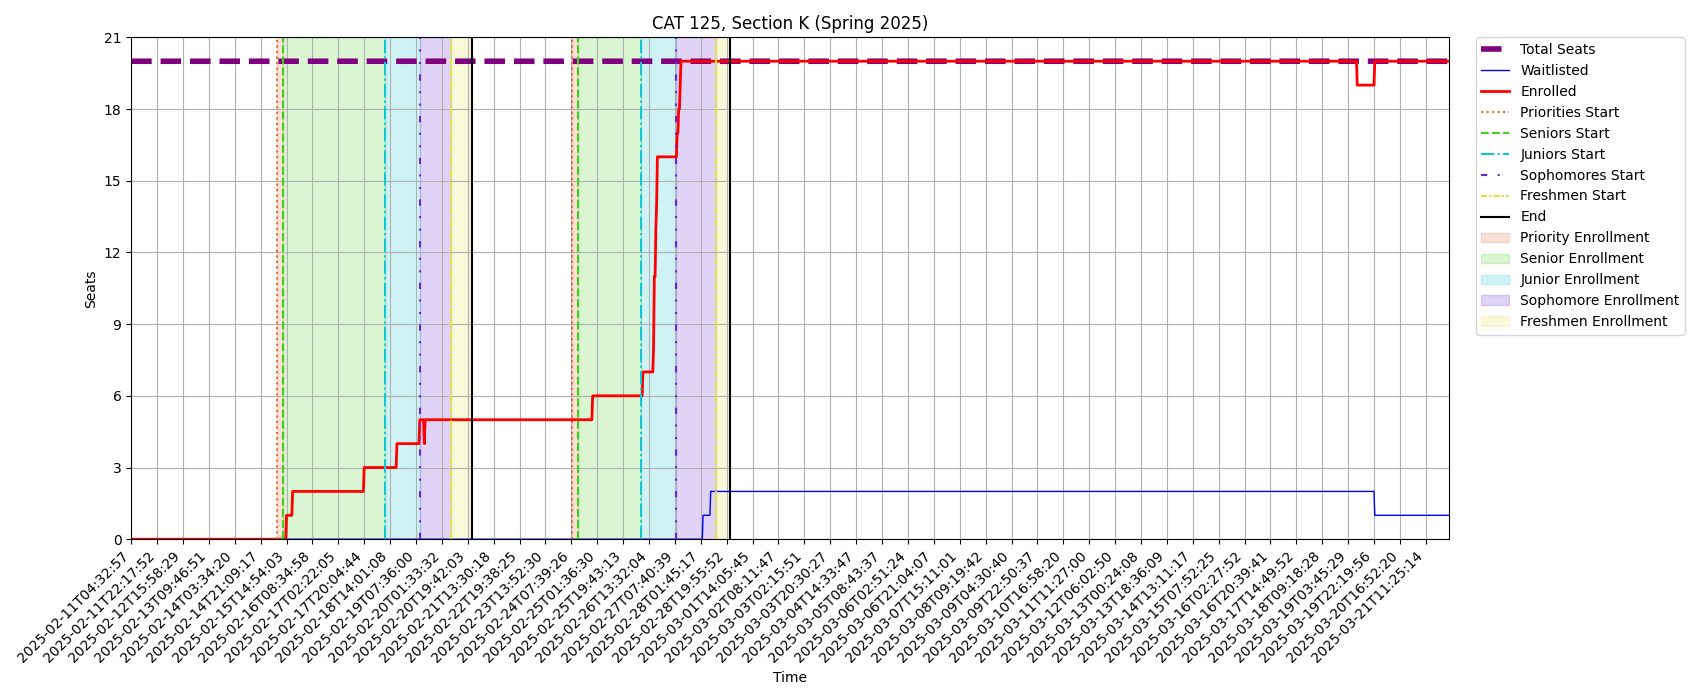 CAT 125, Section K (Spring 2025)
Seats
21
18
15
12
9
6
3
0
2025-02-11T04:32:57
2025-02-11T22:17:52
2025-02-12T15:58:29
2025-02-13T09:46:51
2025-02-14T03:34:20
2025-02-14T21:09:17
2025-02-15T14:54:03
2025-02-16T08:34:58
2025-02-17T02:22:05
2025-02-17T20:04:44
2025-02-18T14:01:08
2025-02-19T07:36:00
2025-02-20T01:33:32
2025-02-20T19:42:03
2025-02-21T13:30:18
2025-02-22T19:38:25
2025-02-23T13:52:30
2025-02-24T07:39:26
2025-02-25T01:36:30
2025-02-25T19:43:13
2025-02-26T13:32:04
2025-02-27T07:40:39
2025-02-28T01:45:17
2025-02-28T19:55:52
2025-03-01T14:05:45
2025-03-02T08:11:47
2025-03-03T02:15:51
2025-03-03T20:30:27
2025-03-04T14:33:47
2025-03-05T08:43:37
2025-03-06T02:51:24
2025-03-06T21:04:07
2025-03-07T15:11:01
2025-03-08T09:19:42
2025-03-09T04:30:40
2025-03-09T22:50:37
2025-03-10T16:58:20
2025-03-11T11:27:00
2025-03-12T06:02:50
2025-03-13T00:24:08
2025-03-13T18:36:09
2025-03-14T13:11:17
2025-03-15T07:52:25
2025-03-16T02:27:52
2025-03-16T20:39:41
2025-03-17T14:49:52
2025-03-18T09:18:28
2025-03-19T03:45:29
2025-03-19T22:19:56
2025-03-20T16:52:20
2025-03-21T11:25:14
Time
Total Seats
Waitlisted
Enrolled
Priorities Start
Seniors Start
Juniors Start
Sophomores Start
Freshmen Start
End
Priority Enrollment
Senior Enrollment
Junior Enrollment
Sophomore Enrollment
Freshmen Enrollment